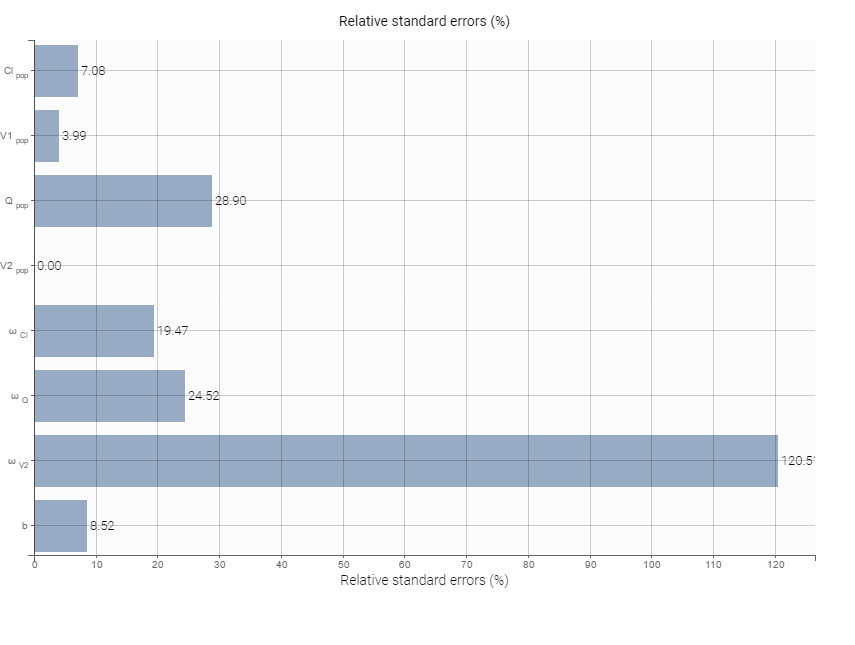 Relative standard errors (%)
Cl pop 7.08
V1 pop 3.99
Q pop 28.90
V2 pop 0.00
ω Cl 19.47
ω Q 24.52
ω V2
b 8.52
0 10 20 30 40 50 60 70 80 90 100 110 120
Relative standard errors (%)